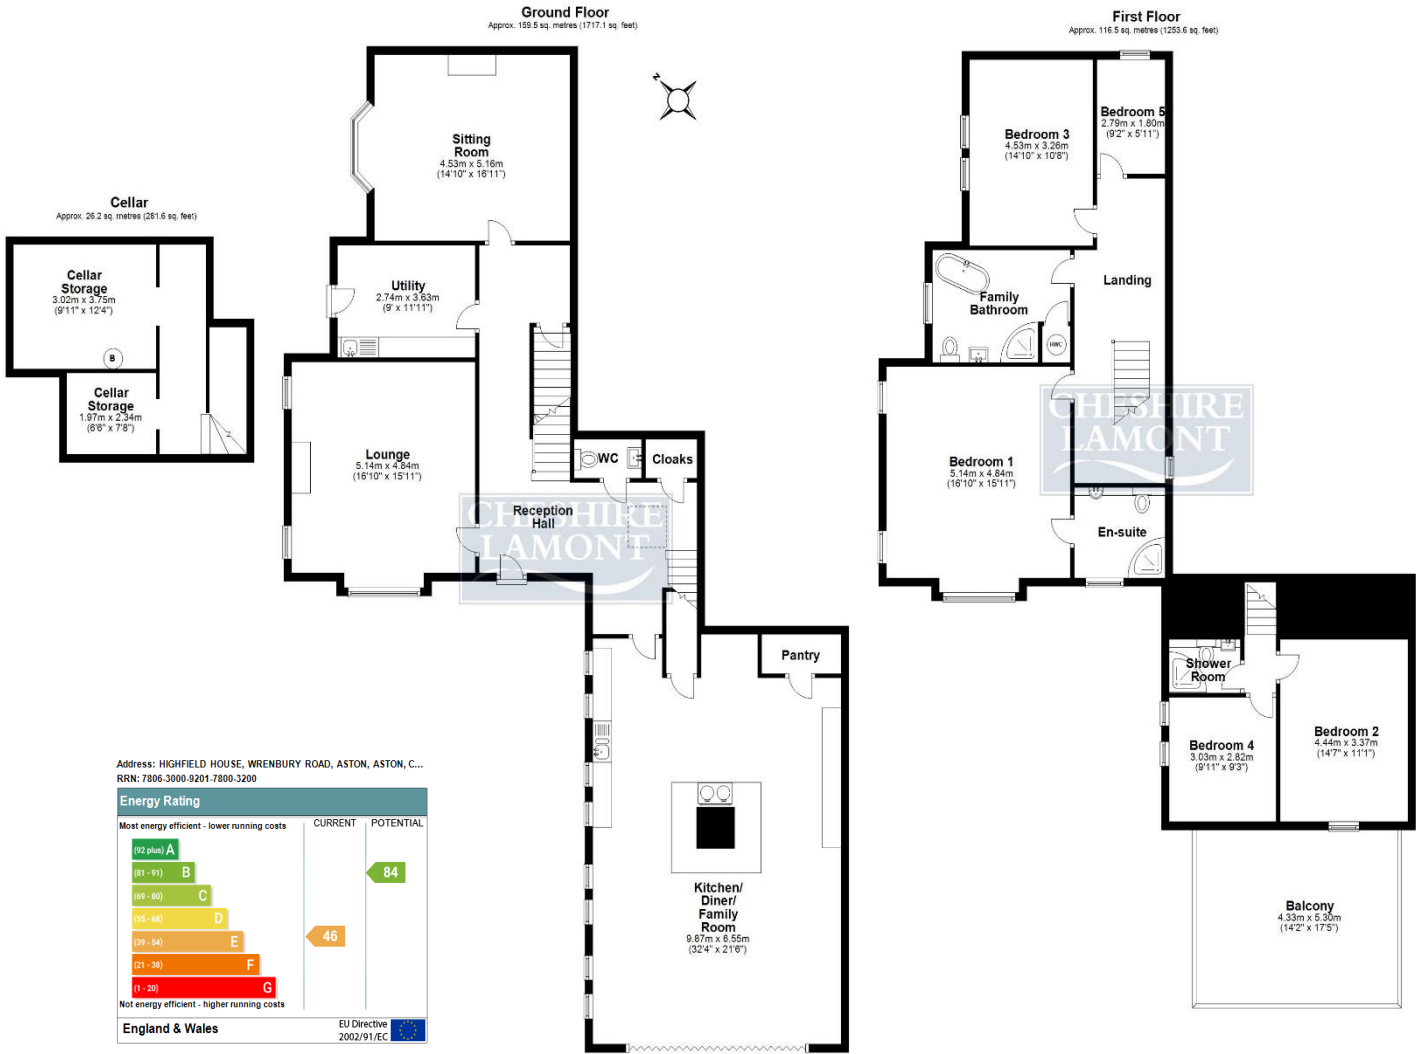 Ground Floor
Approx. 159.5 sq. metres (1717.1 sq. feet)
Sitting
Room
4.53m x 5.16m
(14'10" x 16'11")
Utility
2.74m x 3.63m
(9' x 11'11")
Lounge
5.14m x 4.84m
(16'10" x 15'11")
WC
Cloaks
Reception
Hall
CHESHIRE
LAMONT
Pantry
Kitchen/
Diner/
Family
Room
9.87m x 6.55m
(32'4" x 21'6")
N
Cellar
Approx. 26.2 sq. metres (281.6 sq. feet)
Cellar
Storage
3.02m x 3.75m
(9'11" x 12'4")
B
Cellar
Storage
1.97m x 2.34m
(6'6" x 7'8")
First Floor
Approx. 116.5 sq. metres (1253.6 sq. feet)
Bedroom 3
4.53m x 3.26m
(14'10" x 10'8")
Bedroom 5
2.79m x 1.80m
(9'2" x 5'11")
Landing
Family
Bathroom
HWC
Bedroom 1
5.14m x 4.84m
(16'10" x 15'11")
CHESHIRE
LAMONT
En-suite
Shower
Room
Bedroom 4
3.03m x 2.82m
(9'11" x 9'3")
Bedroom 2
4.44m x 3.37m
(14'7" x 11'1")
Balcony
4.33m x 5.30m
(14'2" x 17'5")
Address: HIGHFIELD HOUSE, WRENBURY ROAD, ASTON, ASTON, C...
RRN: 7806-3000-9201-7800-3200
Energy Rating
Most energy efficient - lower running costs
CURRENT
POTENTIAL
(92 plus) A
(81 - 91) B
84
(69 - 80) C
(55 - 68) D
(39 - 54) E
46
(21 - 38) F
(1 - 20) G
Not energy efficient - higher running costs
England & Wales
EU Directive
2002/91/EC